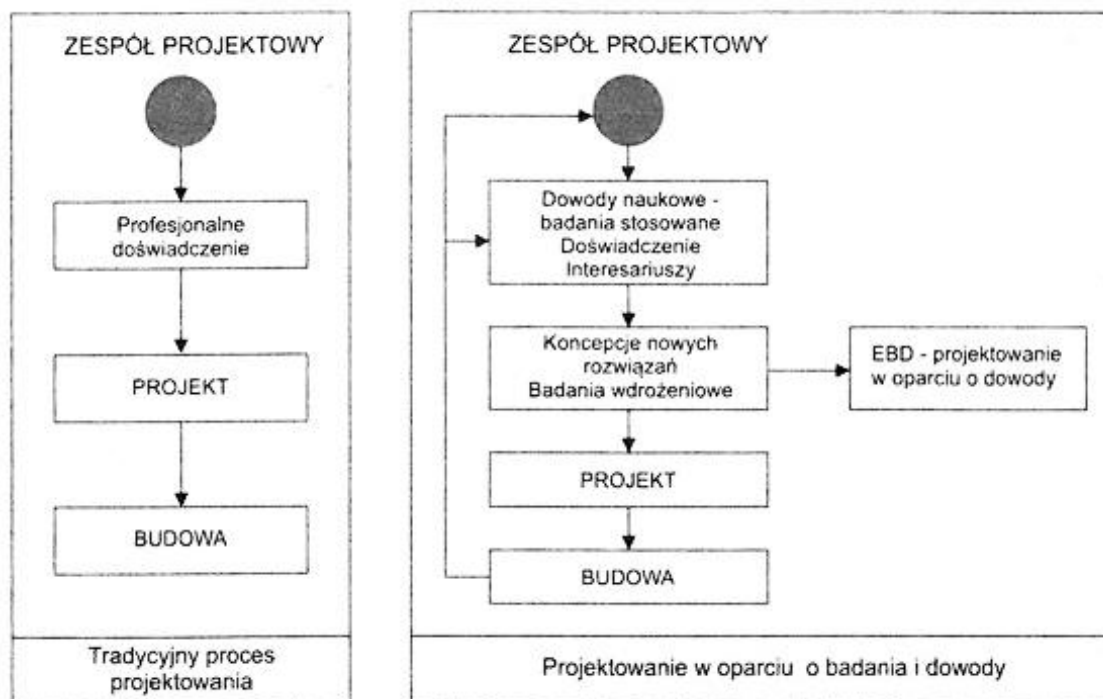 ZESPÓŁ PROJEKTOWY
Profesjonalne
doświadczenie
PROJEKT
BUDOWA
Tradycyjny proces
projektowania
ZESPÓŁ PROJEKTOWY
Dowody naukowe -
badania stosowane
Doświadczenie
Interesariuszy
Koncepcje nowych
rozwiązań
Badania wdrożeniowe
EBD - projektowanie
w oparciu o dowody
PROJEKT
BUDOWA
Projektowanie w oparciu o badania i dowody